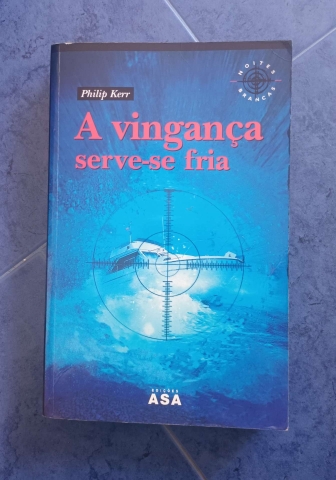 NOITES
BRANCAS
Philip Kerr
A vingança
serve-se fria
EDIÇÕES
ASA